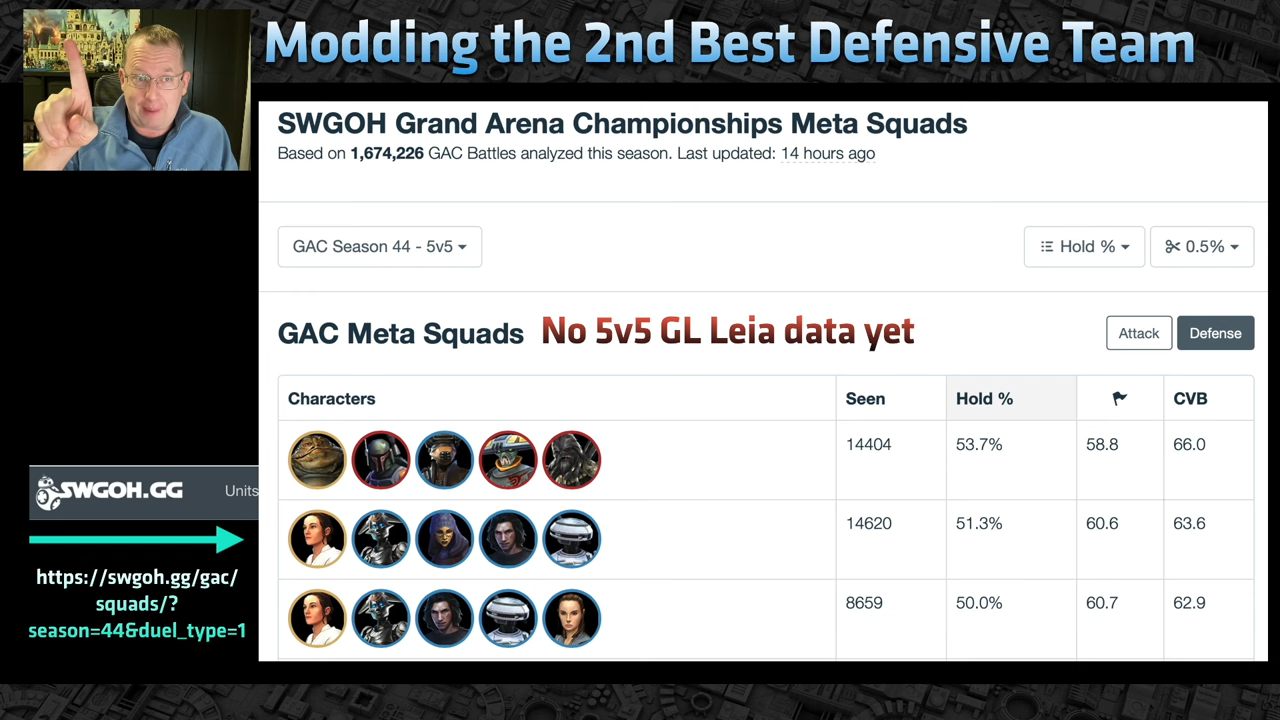 Modding the 2nd Best Defensive Team
SWGOH Grand Arena Championships Meta Squads
Based on 1,674,226 GAC Battles analyzed this season. Last updated: 14 hours ago
GAC Season 44 - 5v5
Hold %
0.5%
GAC Meta Squads
No 5v5 GL Leia data yet
Attack
Defense
Characters Seen Hold % CVB
14404 53.7% 58.8 66.0
14620 51.3% 60.6 63.6
8659 50.0% 60.7 62.9
SWGOH.GG Units
https://swgoh.gg/gac/
squads/?
season=44&duel_type=1